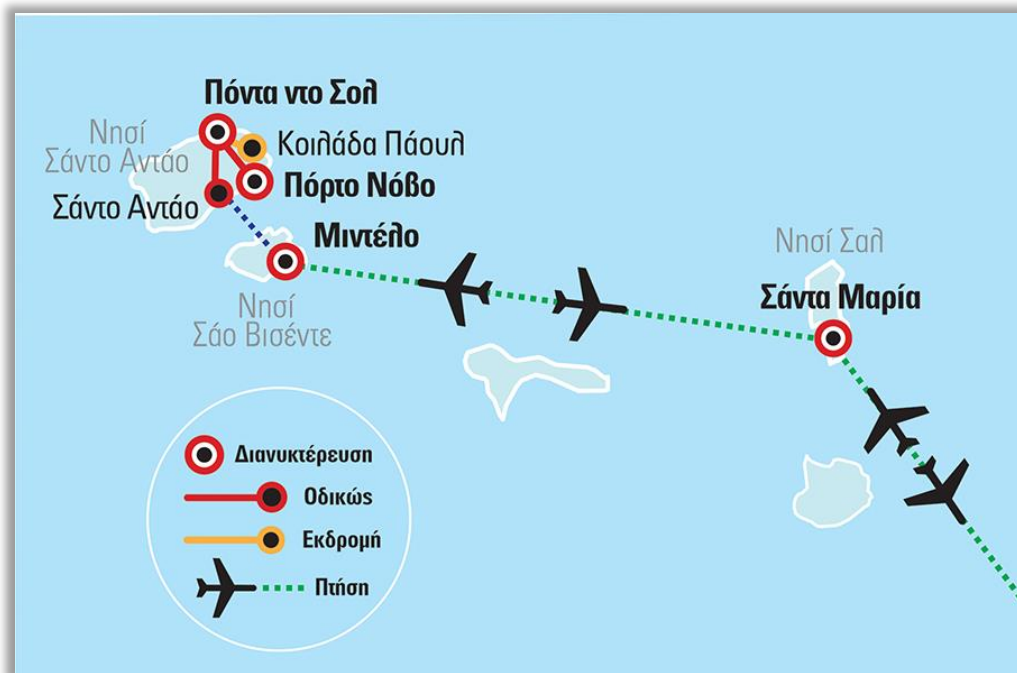 Πόντα ντο Σολ
Νησί
Σάντο Αντάο
Κοιλάδα Πάουλ
Πόρτο Νόβο
Σάντο Αντάο
Μιντέλο
Νησί
Σάο Βισέντε
Νησί Σαλ
Σάντα Μαρία
Διανυκτέρευση
Οδικώς
Εκδρομή
Πτήση